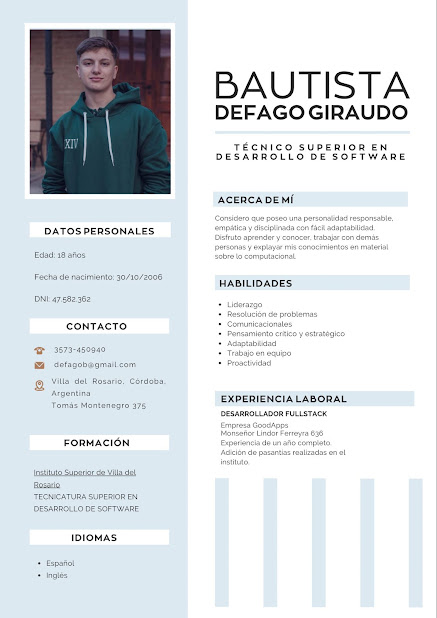 XIV
BAUTISTA
DEFAGO GIRAUDO
TÉCNICO SUPERIOR EN
DESARROLLO DE SOFTWARE
DATOS PERSONALES
Edad: 18 años
Fecha de nacimiento: 30/10/2006
DNI: 47.582.362
CONTACTO
3573-450940
defagob@gmail.com
Villa del Rosario, Córdoba,
Argentina
Tomás Montenegro 375
FORMACIÓN
Instituto Superior de Villa del
Rosario
TECNICATURA SUPERIOR EN
DESARROLLO DE SOFTWARE
IDIOMAS
Español
Inglés
ACERCA DE MÍ
Considero que poseo una personalidad responsable,
empática y disciplinada con fácil adaptabilidad.
Disfruto aprender y conocer, trabajar con demás
personas y explayar mis conocimientos en material
sobre lo computacional.
HABILIDADES
Liderazgo
Resolución de problemas
Comunicacionales
Pensamiento crítico y estratégico
Adaptabilidad
Trabajo en equipo
Proactividad
EXPERIENCIA LABORAL
DESARROLLADOR FULLSTACK
Empresa GoodApps
Monseñor Lindor Ferreyra 636
Experiencia de un año completo.
Adición de pasantías realizadas en el
instituto.